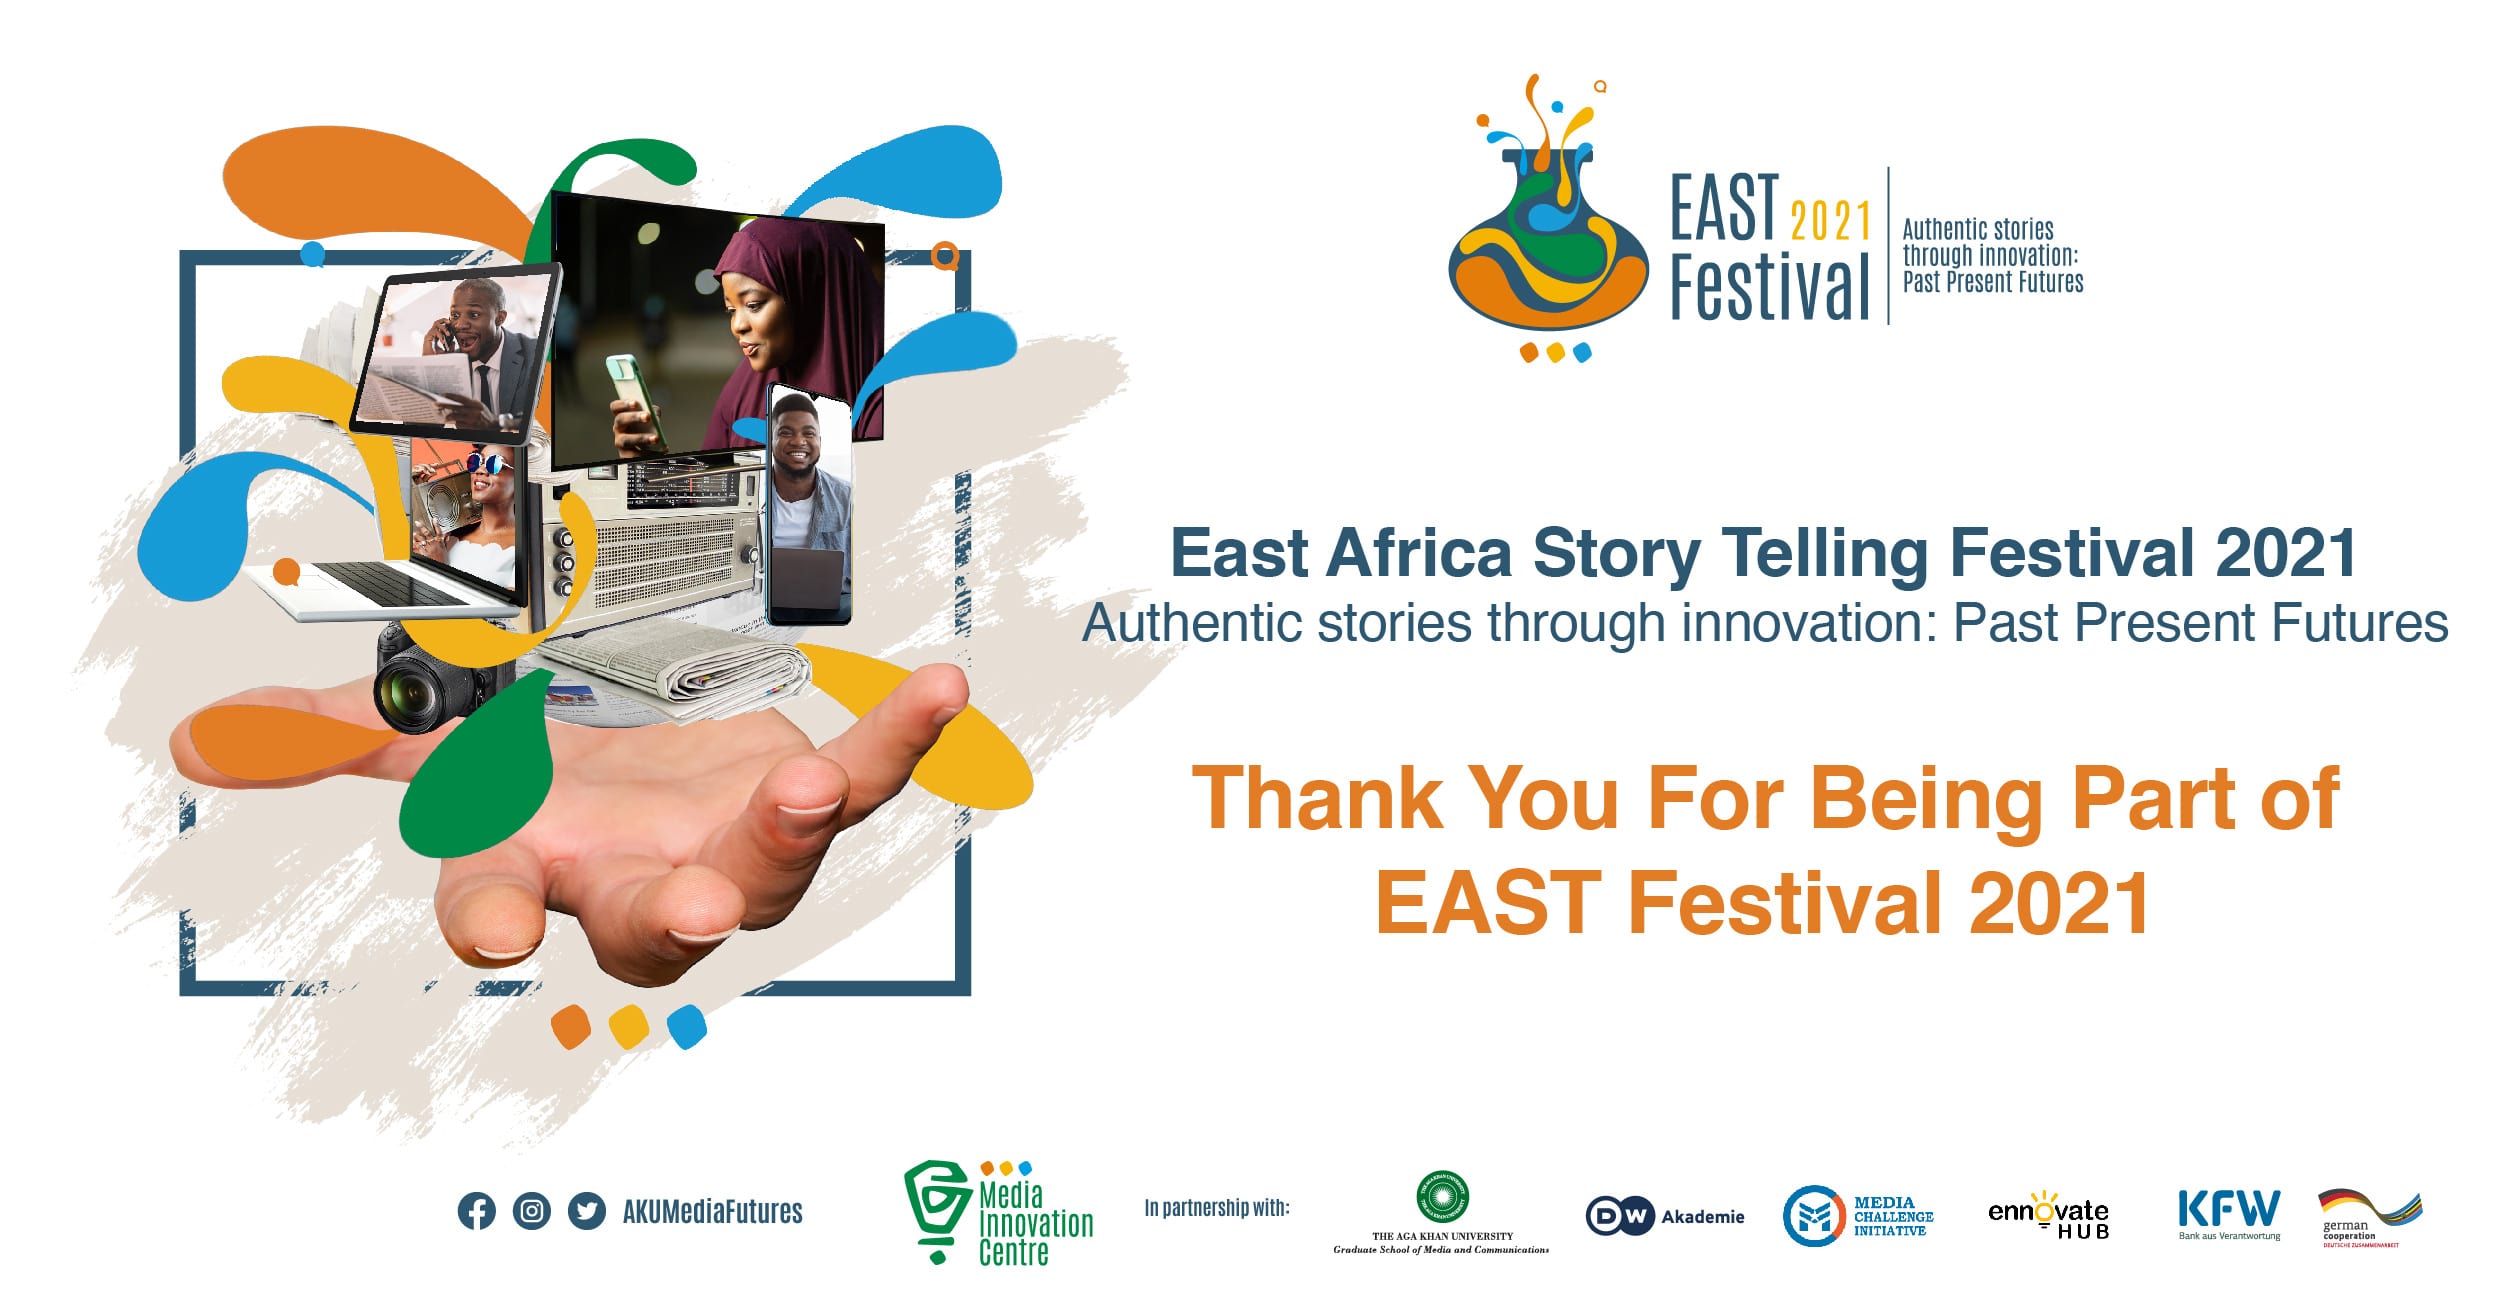 EAST 2021
Festival
Authentic stories
through innovation:
Past Present Futures
East Africa Story Telling Festival 2021
Authentic stories through innovation: Past Present Futures
Thank You For Being Part of
EAST Festival 2021
AKUMediaFutures
Media
Innovation
Centre
In partnership with:
THE AGA KHAN UNIVERSITY
Graduate School of Media and Communications
DW Akademie
MEDIA
CHALLENGE
INITIATIVE
ennovate
HUB
KFW
Bank aus Verantwortung
german
cooperation
DEUTSCHE ZUSAMMENARBEIT